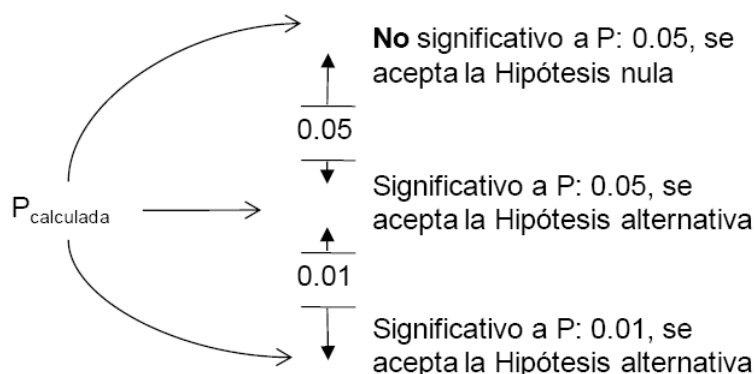 No significativo a P: 0.05, se
acepta la Hipótesis nula
0.05
Significativo a P: 0.05, se
acepta la Hipótesis alternativa
Pcalculada
0.01
Significativo a P: 0.01, se
acepta la Hipótesis alternativa